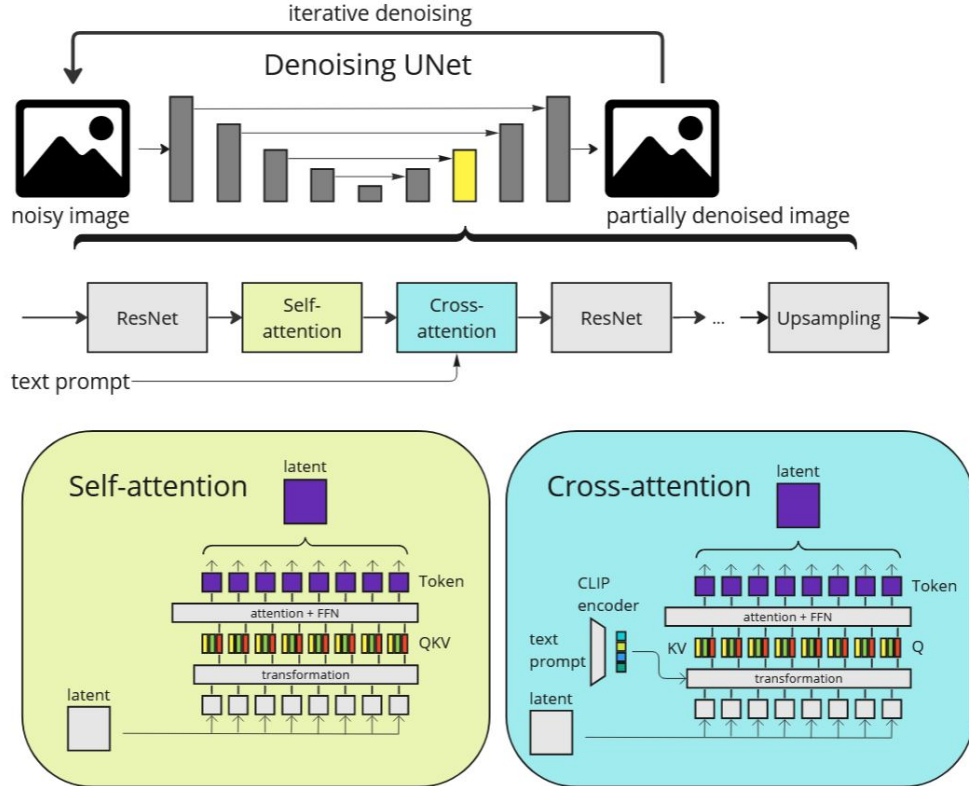 iterative denoising
Denoising UNet
noisy image
partially denoised image
ResNet
Self-
attention
Cross-
attention
ResNet
...
Upsampling
text prompt
Self-attention
latent
Token
attention + FFN
QKV
transformation
latent
Cross-attention
latent
CLIP
encoder
Token
attention + FFN
text
prompt
KV
Q
transformation
latent